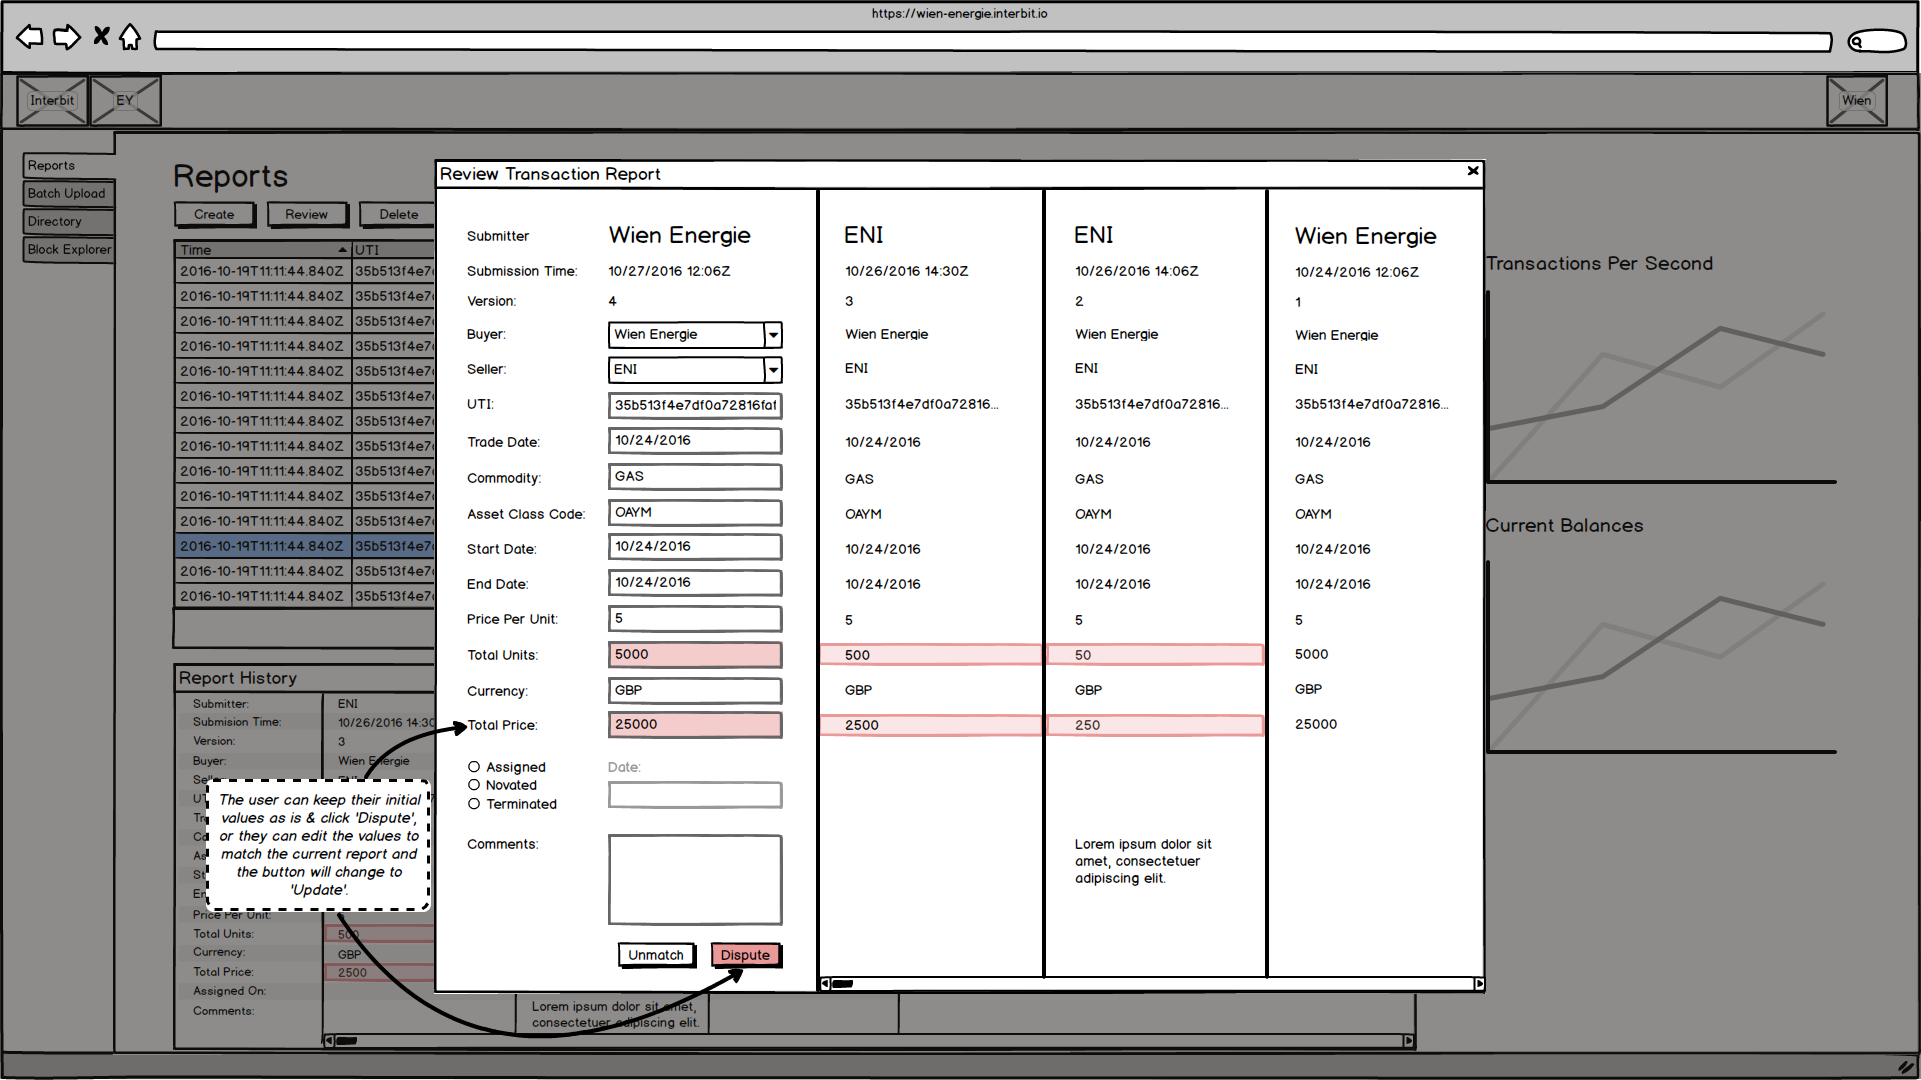 https://wien-energie.interbit.io
Interbit
EY
Wien
Reports
Batch Upload
Directory
Block Explorer
Reports
Create
Review
Delete
Time UTI
2016-10-19T11:11:44.840Z 35b513f4e7
2016-10-19T11:11:44.840Z 35b513f4e7
2016-10-19T11:11:44.840Z 35b513f4e7
2016-10-19T11:11:44.840Z 35b513f4e7
2016-10-19T11:11:44.840Z 35b513f4e7
2016-10-19T11:11:44.840Z 35b513f4e7
2016-10-19T11:11:44.840Z 35b513f4e7
2016-10-19T11:11:44.840Z 35b513f4e7
2016-10-19T11:11:44.840Z 35b513f4e7
2016-10-19T11:11:44.840Z 35b513f4e7
2016-10-19T11:11:44.840Z 35b513f4e7
2016-10-19T11:11:44.840Z 35b513f4e7
2016-10-19T11:11:44.840Z 35b513f4e7
2016-10-19T11:11:44.840Z 35b513f4e7
Report History
Submitter: ENI
Submision Time: 10/26/2016 14:30
Version: 3
Buyer: Wien Energie
Price Per Unit:
Total Units: 500
Currency: GBP
Total Price: 2500
Assigned On:
Comments:
Lorem ipsum dolor sit amet,
consectetuer adipiscing elit.
The user can keep their initial
values as is & click 'Dispute',
or they can edit the values to
match the current report and
the button will change to
'Update'.
Review Transaction Report
Submitter Wien Energie ENI ENI Wien Energie
Submission Time: 10/27/2016 12:06Z 10/26/2016 14:30Z 10/26/2016 14:06Z 10/24/2016 12:06Z
Version: 4 3 2 1
Buyer: Wien Energie Wien Energie Wien Energie Wien Energie
Seller: ENI ENI ENI ENI
UTI: 35b513f4e7df0a72816faf 35b513f4e7df0a72816... 35b513f4e7df0a72816... 35b513f4e7df0a72816...
Trade Date: 10/24/2016 10/24/2016 10/24/2016 10/24/2016
Commodity: GAS GAS GAS GAS
Asset Class Code: OAYM OAYM OAYM OAYM
Start Date: 10/24/2016 10/24/2016 10/24/2016 10/24/2016
End Date: 10/24/2016 10/24/2016 10/24/2016 10/24/2016
Price Per Unit: 5 5 5 5
Total Units: 5000 500 50 5000
Currency: GBP GBP GBP GBP
Total Price: 25000 2500 250 25000
Assigned Date:
Novated
Terminated
Comments:
Lorem ipsum dolor sit
amet, consectetuer
adipiscing elit.
Unmatch
Dispute
Transactions Per Second
Current Balances